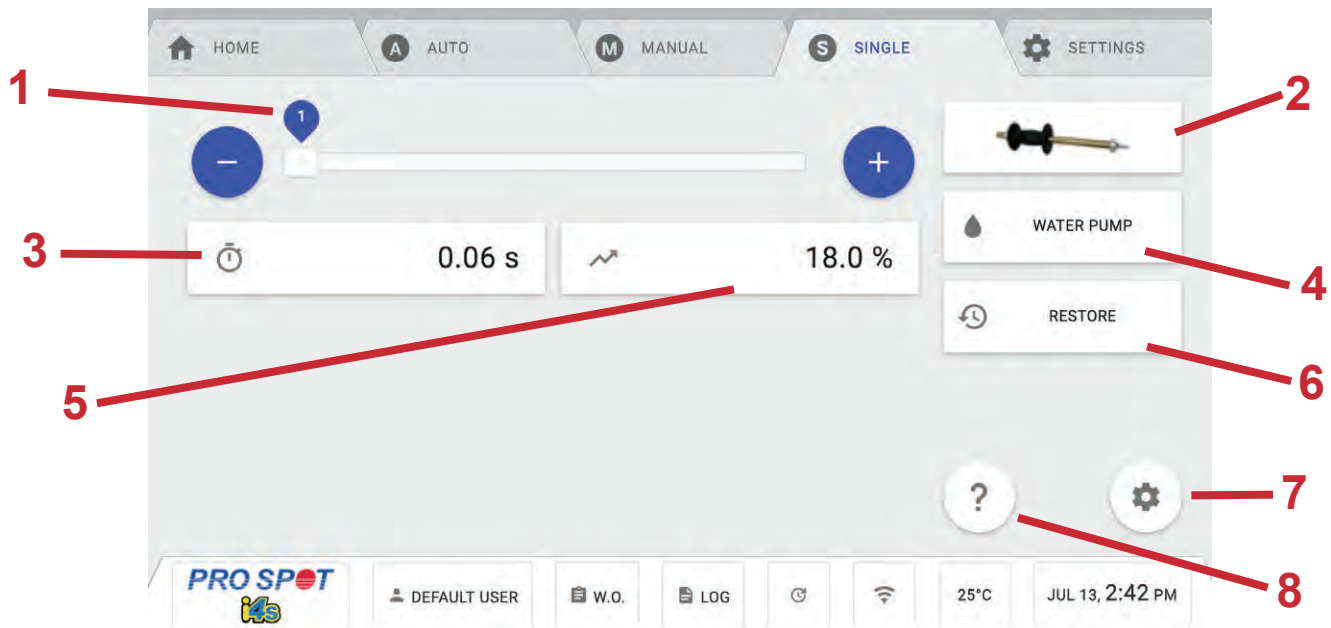 HOME
A AUTO
M MANUAL
S SINGLE
SETTINGS
1
1
2
−
+
3
0.06 s
18.0 %
WATER PUMP
4
RESTORE
5
6
?
7
8
PRO SPOT
i4s
DEFAULT USER
W.O.
LOG
25°C
JUL 13, 2:42 PM